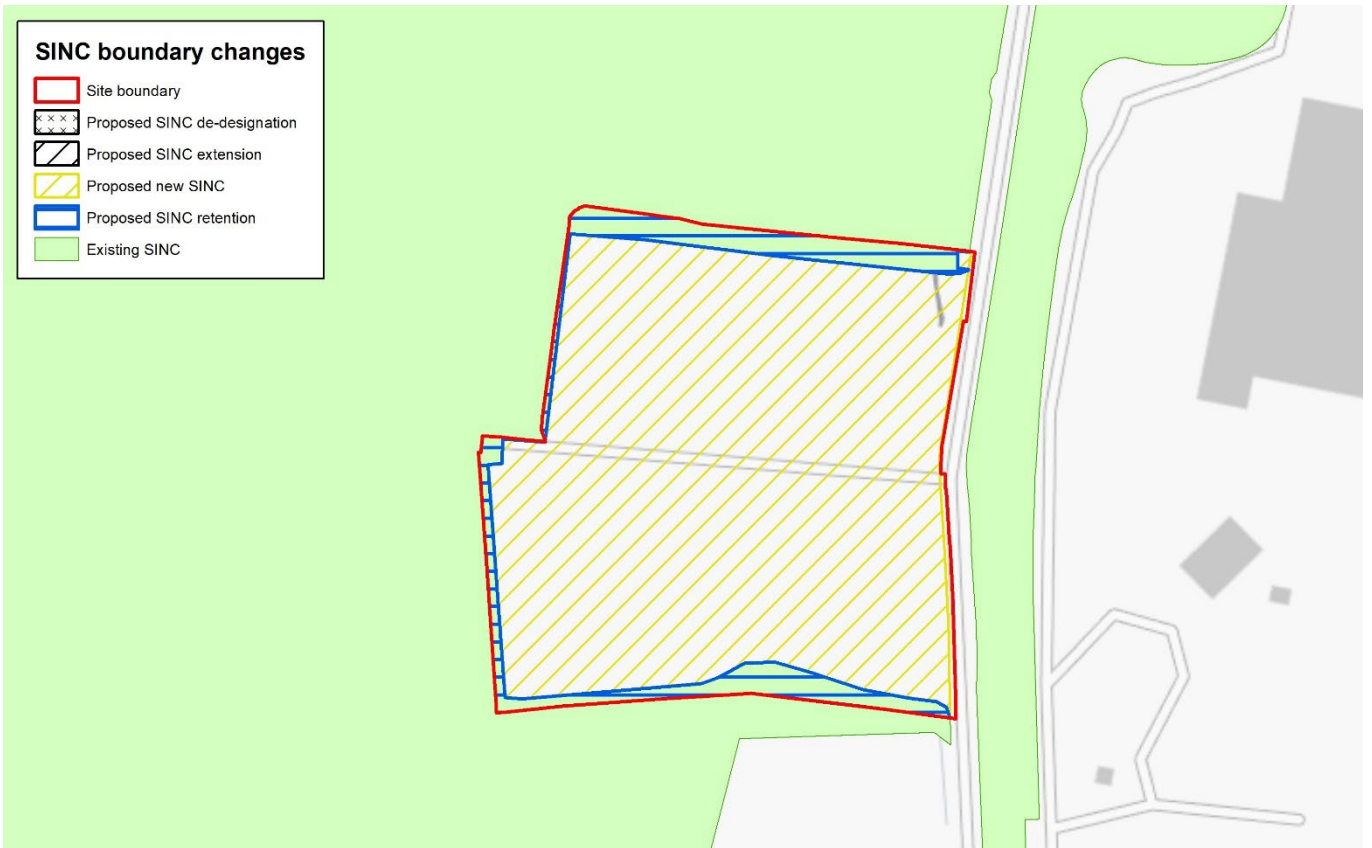 SINC boundary changes
Site boundary
Proposed SINC de-designation
Proposed SINC extension
Proposed new SINC
Proposed SINC retention
Existing SINC